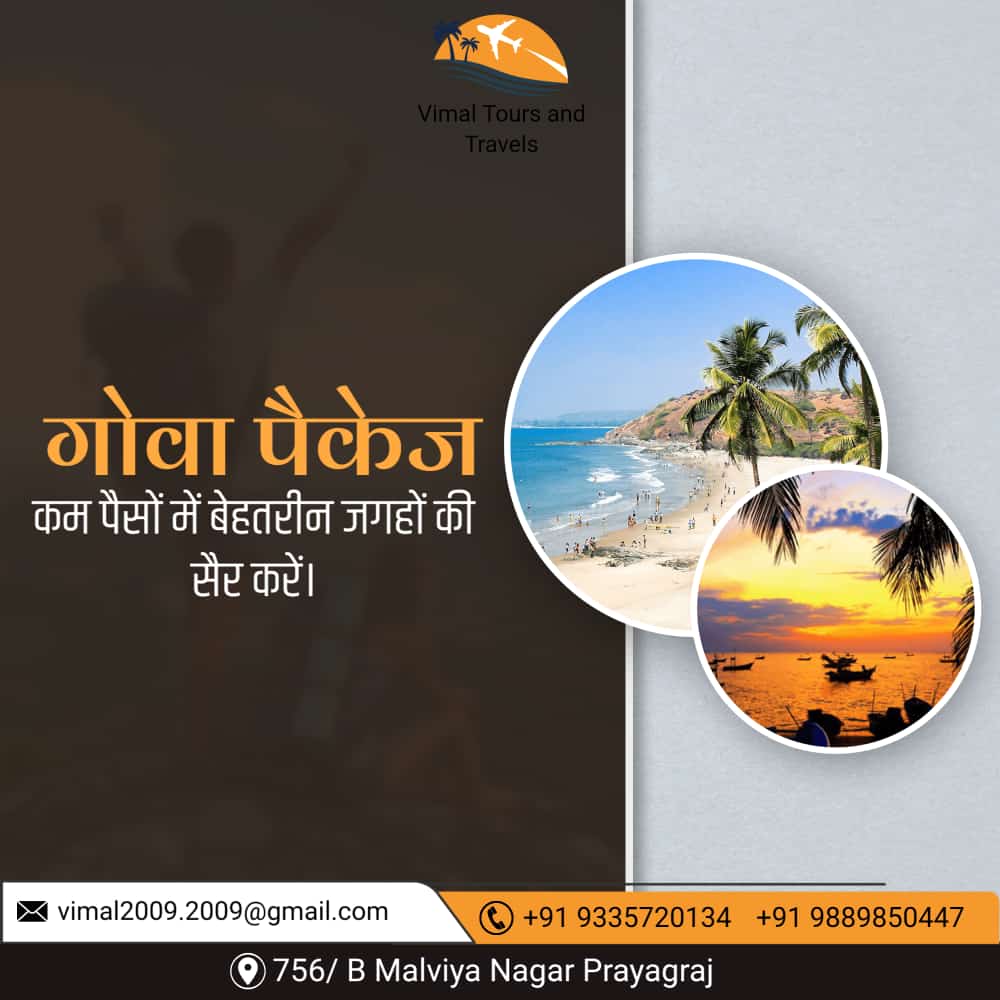 Vimal Tours and
Travels
गोवा पैकेज
कम पैसों में बेहतरीन जगहों की
सैर करें।
vimal2009.2009@gmail.com
+91 9335720134 +91 9889850447
756/ B Malviya Nagar Prayagraj